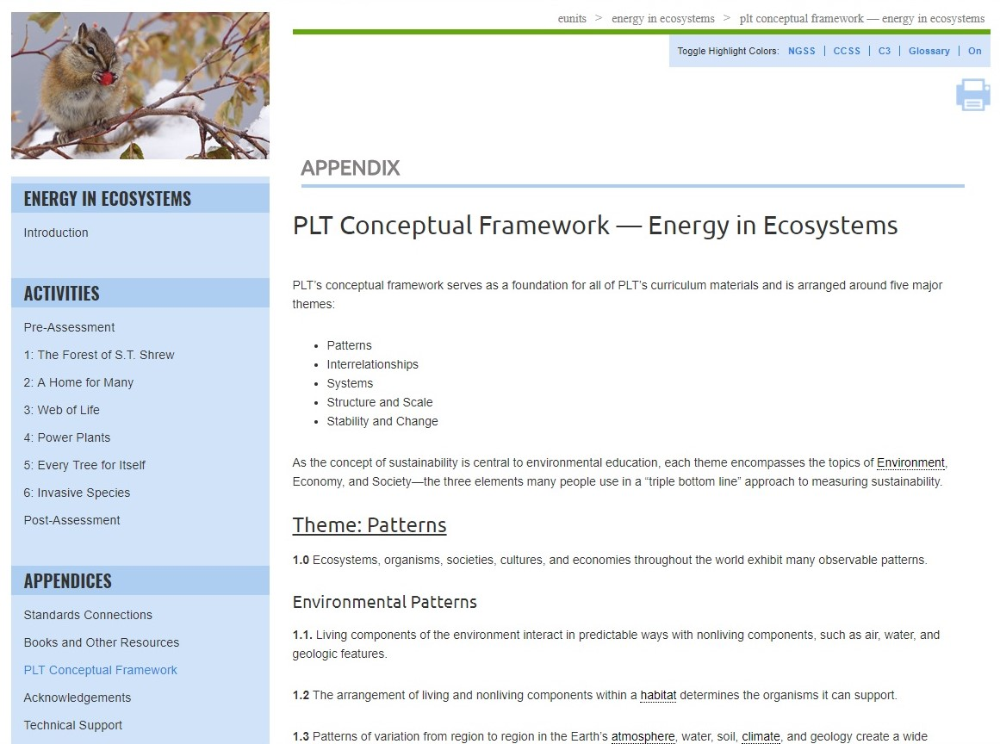 eunits > energy in ecosystems > plt conceptual framework — energy in ecosystems
Toggle Highlight Colors: NGSS | CCSS | C3 | Glossary | On
ENERGY IN ECOSYSTEMS
Introduction
ACTIVITIES
Pre-Assessment
1: The Forest of S.T. Shrew
2: A Home for Many
3: Web of Life
4: Power Plants
5: Every Tree for Itself
6: Invasive Species
Post-Assessment
APPENDICES
Standards Connections
Books and Other Resources
PLT Conceptual Framework
Acknowledgements
Technical Support
APPENDIX
PLT Conceptual Framework — Energy in Ecosystems
PLT’s conceptual framework serves as a foundation for all of PLT’s curriculum materials and is arranged around five major
themes:
• Patterns
• Interrelationships
• Systems
• Structure and Scale
• Stability and Change
As the concept of sustainability is central to environmental education, each theme encompasses the topics of Environment,
Economy, and Society—the three elements many people use in a “triple bottom line” approach to measuring sustainability.
Theme: Patterns
1.0 Ecosystems, organisms, societies, cultures, and economies throughout the world exhibit many observable patterns.
Environmental Patterns
1.1. Living components of the environment interact in predictable ways with nonliving components, such as air, water, and
geologic features.
1.2 The arrangement of living and nonliving components within a habitat determines the organisms it can support.
1.3 Patterns of variation from region to region in the Earth’s atmosphere, water, soil, climate, and geology create a wide